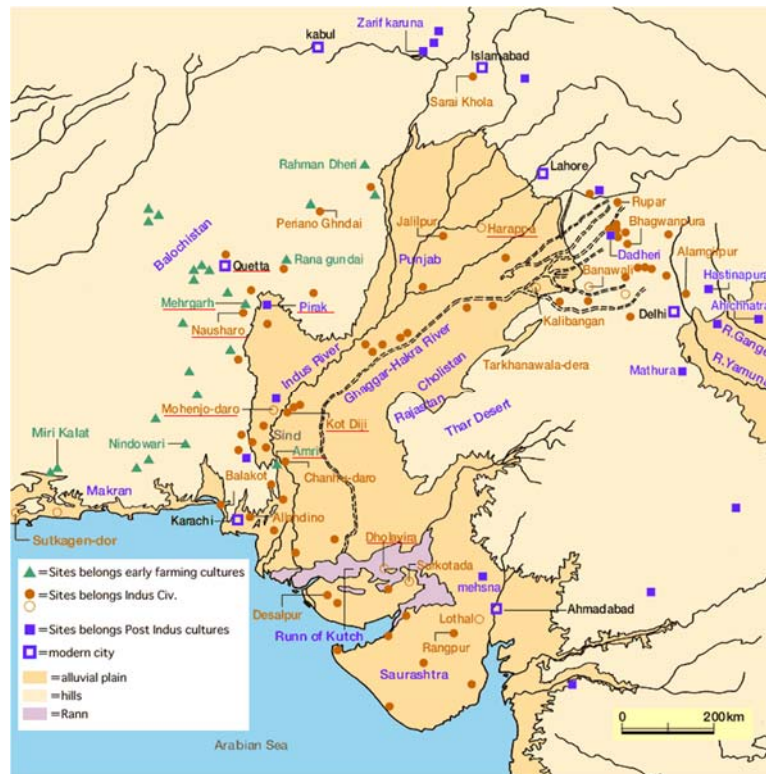 Zarif karuna
kabul
Islamabad
Sarai Khola
Rahman Dheri
Lahore
Periano Ghndai
Jalilpur
Harappa
Rupar
Bhagwanpura
Balochistan
Quetta
Rana gundai
Punjab
Dadheri
Alamghpur
Banawali
Hastinapura
Mehrgarh
Pirak
Ahichhatra
Nausharo
Kalibangan
Delhi
R.Gange
R.Yamuna
Indus River
Ghaggar-Hakra River
Cholistan
Tarkhanawala-dera
Mathura
Mohenjo-daro
Rajastan
Kot Diji
Thar Desert
Miri Kalat
Sind
Nindowari
Amri
Balakot
Chanhu-daro
Makran
Karachi
Allahdino
Dholavira
Sutkagen-dor
Surkotada
mehsna
=Sites belongs early farming cultures
=Sites belongs Indus Civ.
Desalpur
Ahmadabad
Lothal
=Sites belongs Post Indus cultures
Runn of Kutch
Rangpur
=modern city
=alluvial plain
Saurashtra
=hills
=Rann
0 200km
Arabian Sea